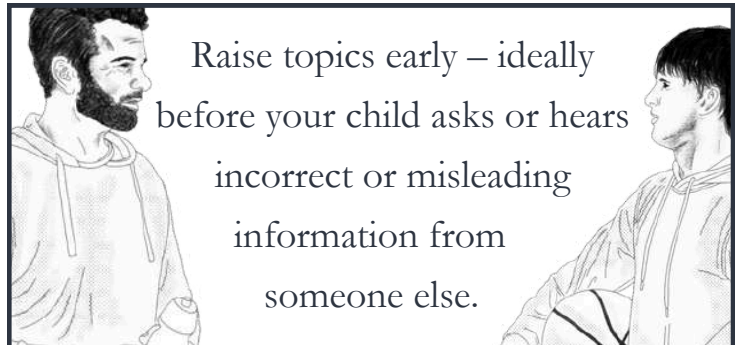 Raise topics early – ideally
before your child asks or hears
incorrect or misleading
information from
someone else.